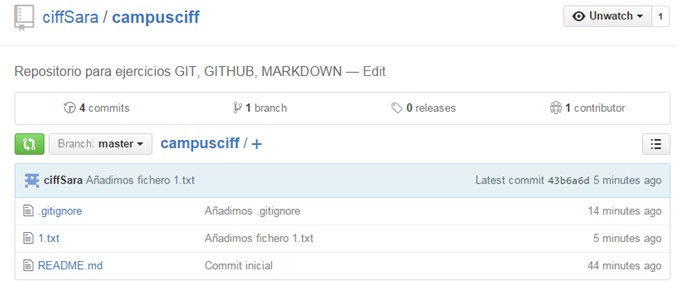 ciffSara / campusciff
Unwatch 1
Repositorio para ejercicios GIT, GITHUB, MARKDOWN — Edit
4 commits 1 branch 0 releases 1 contributor
Branch: master campusciff / +
ciffSara Añadimos fichero 1.txt Latest commit 43b6a6d 5 minutes ago
.gitignore Añadimos .gitignore 14 minutes ago
1.txt Añadimos fichero 1.txt 5 minutes ago
README.md Commit inicial 44 minutes ago